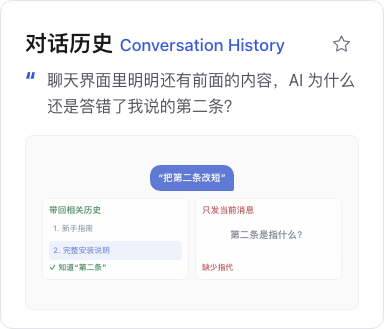 对话历史 Conversation History
“ 聊天界面里明明还有前面的内容，AI 为什么
还是答错了我说的第二条?
“把第二条改短”
带回相关历史
1. 新手指南
2. 完整安装说明
✓ 知道“第二条”
只发当前消息
第二条是指什么?
缺少指代